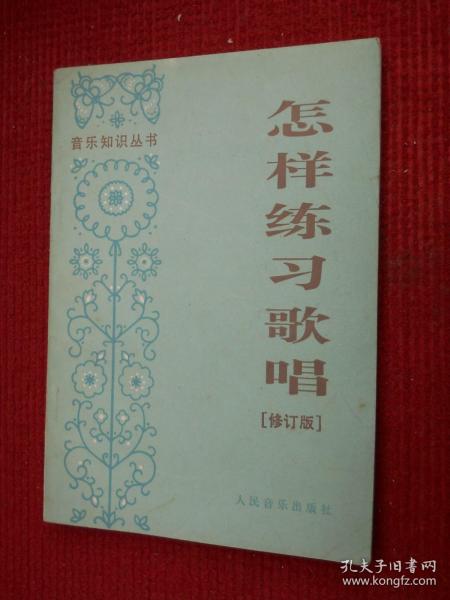 音乐知识丛书
怎样练习歌唱
[修订版]
人民音乐出版社
孔夫子旧书网
www.kongfz.com